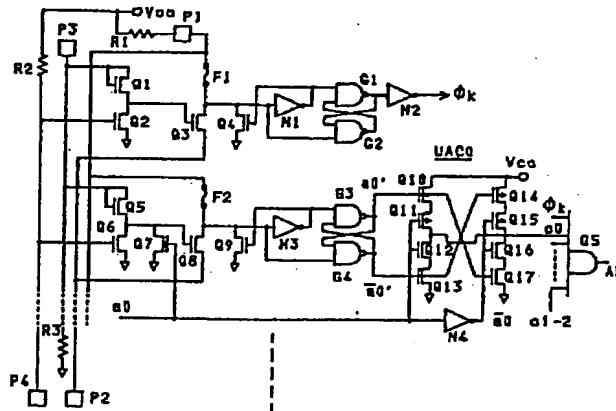 Vcc P1
P3 R1
R2 F1
Q1 G1
N1 N2 φk
Q2 Q3 Q4 G2
UAC0
Q10 Vcc
F2 Q14
Q5 G3 a0' Q11 Q15 φk
Q6 a0 G5
Q7 Q8 Q9 N3 Q12 Q16
G4 Q13 Q17
a̅0'
R3 a0 N4 a̅0 a1-2
P4 P2